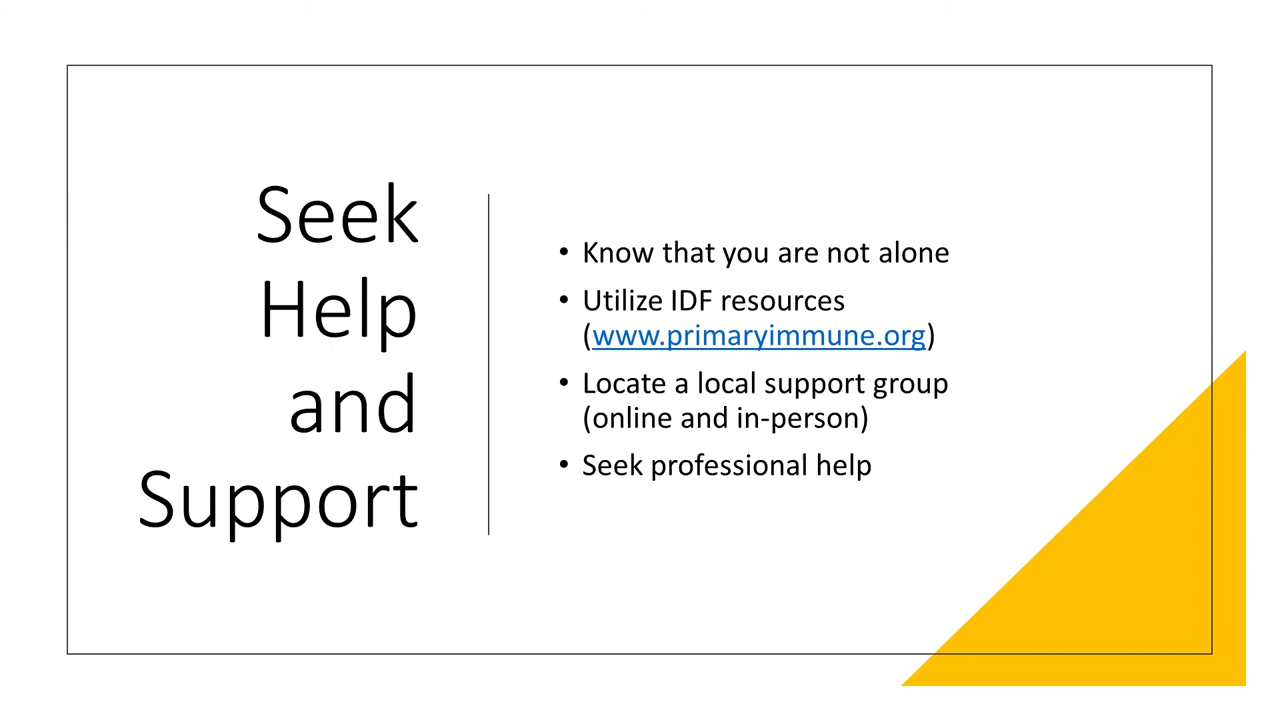 Seek
Help
and
Support
• Know that you are not alone
• Utilize IDF resources
(www.primaryimmune.org)
• Locate a local support group
(online and in-person)
• Seek professional help